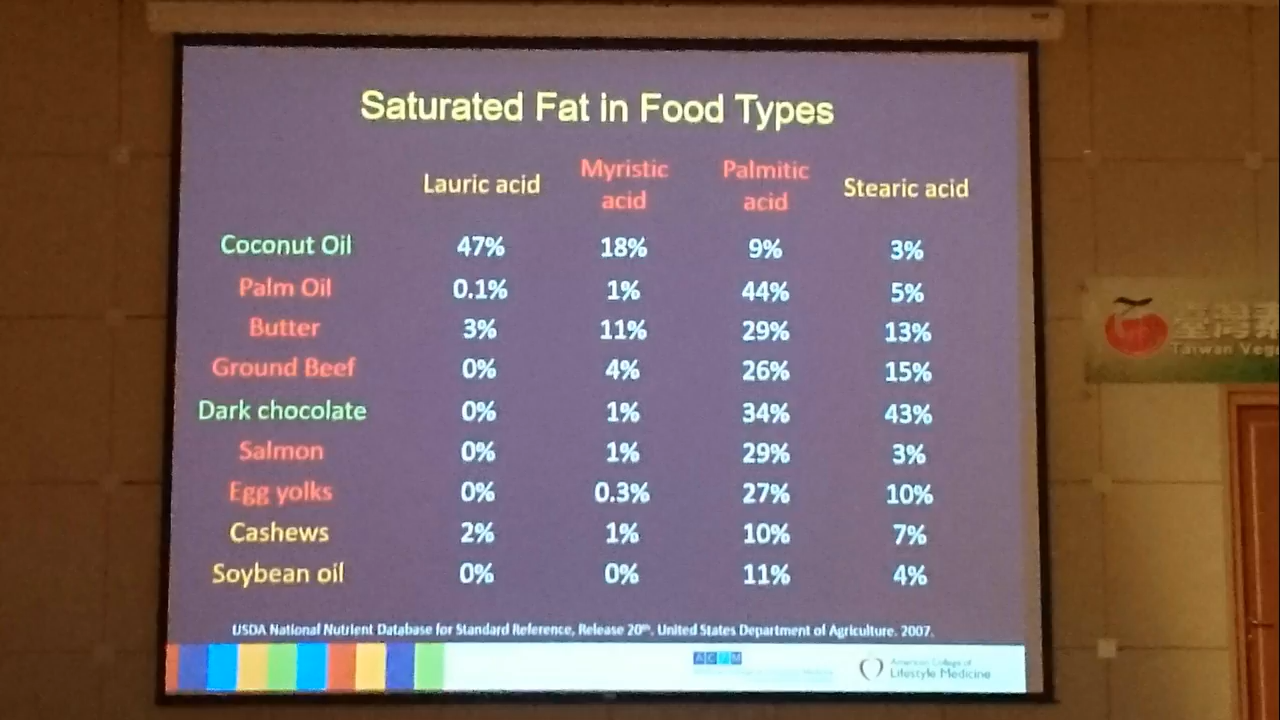 Saturated Fat in Food Types
Lauric acid Myristic acid Palmitic acid Stearic acid
Coconut Oil 47% 18% 9% 3%
Palm Oil 0.1% 1% 44% 5%
Butter 3% 11% 29% 13%
Ground Beef 0% 4% 26% 15%
Dark chocolate 0% 1% 34% 43%
Salmon 0% 1% 29% 3%
Egg yolks 0% 0.3% 27% 10%
Cashews 2% 1% 10% 7%
Soybean oil 0% 0% 11% 4%
USDA National Nutrient Database for Standard Reference, Release 20th. United States Department of Agriculture. 2007.
American College of
Lifestyle Medicine
臺灣素
Taiwan Veg